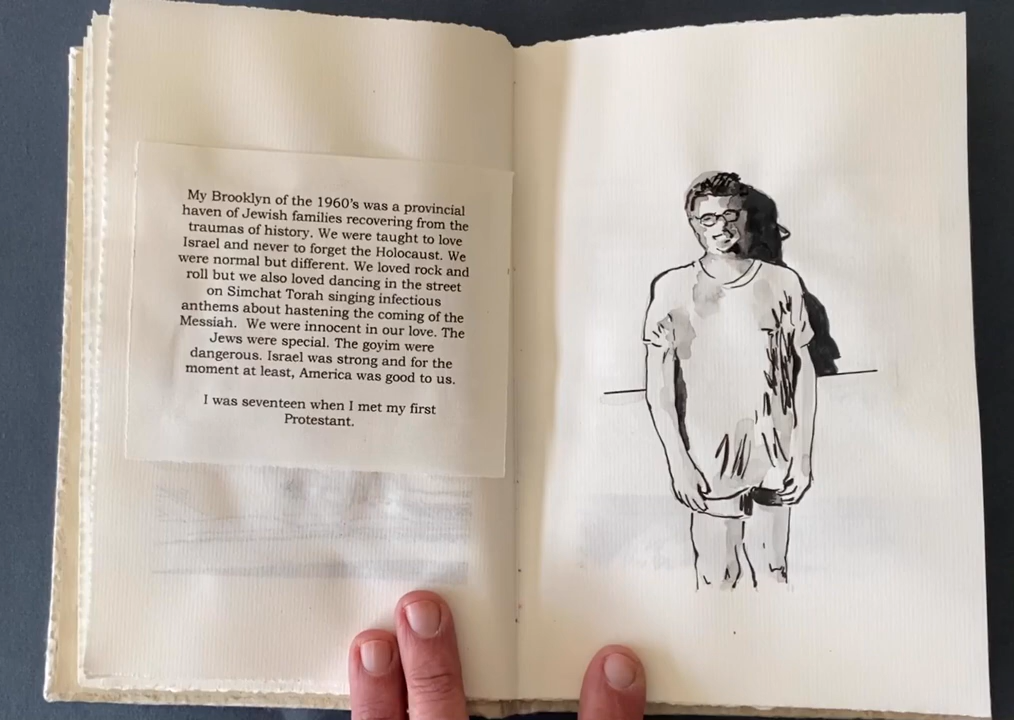 My Brooklyn of the 1960's was a provincial
haven of Jewish families recovering from the
traumas of history. We were taught to love
Israel and never to forget the Holocaust. We
were normal but different. We loved rock and
roll but we also loved dancing in the street
on Simchat Torah singing infectious
anthems about hastening the coming of the
Messiah.  We were innocent in our love. The
Jews were special. The goyim were
dangerous. Israel was strong and for the
moment at least, America was good to us.
I was seventeen when I met my first
Protestant.